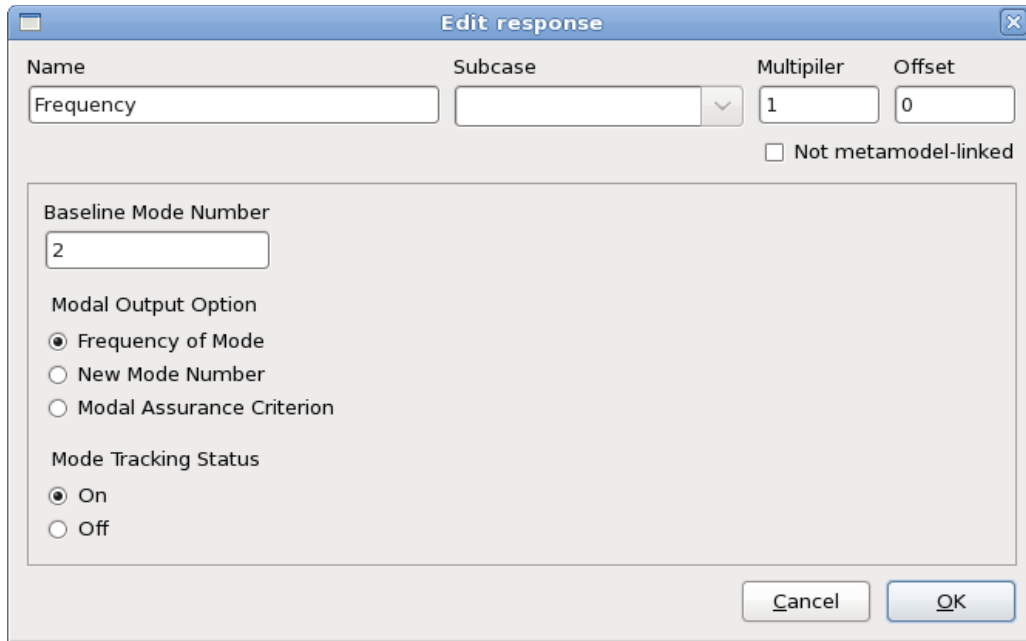 Edit response
Name Subcase Multipiler Offset
Frequency 1 0
Not metamodel-linked
Baseline Mode Number
2
Modal Output Option
Frequency of Mode
New Mode Number
Modal Assurance Criterion
Mode Tracking Status
On
Off
Cancel OK